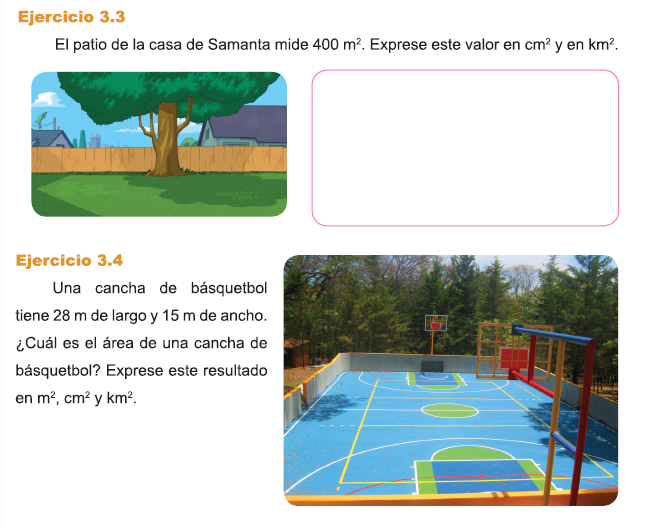 Ejercicio 3.3
El patio de la casa de Samanta mide 400 m². Exprese este valor en cm² y en km².
Ejercicio 3.4
Una cancha de básquetbol
tiene 28 m de largo y 15 m de ancho.
¿Cuál es el área de una cancha de
básquetbol? Exprese este resultado
en m², cm² y km².